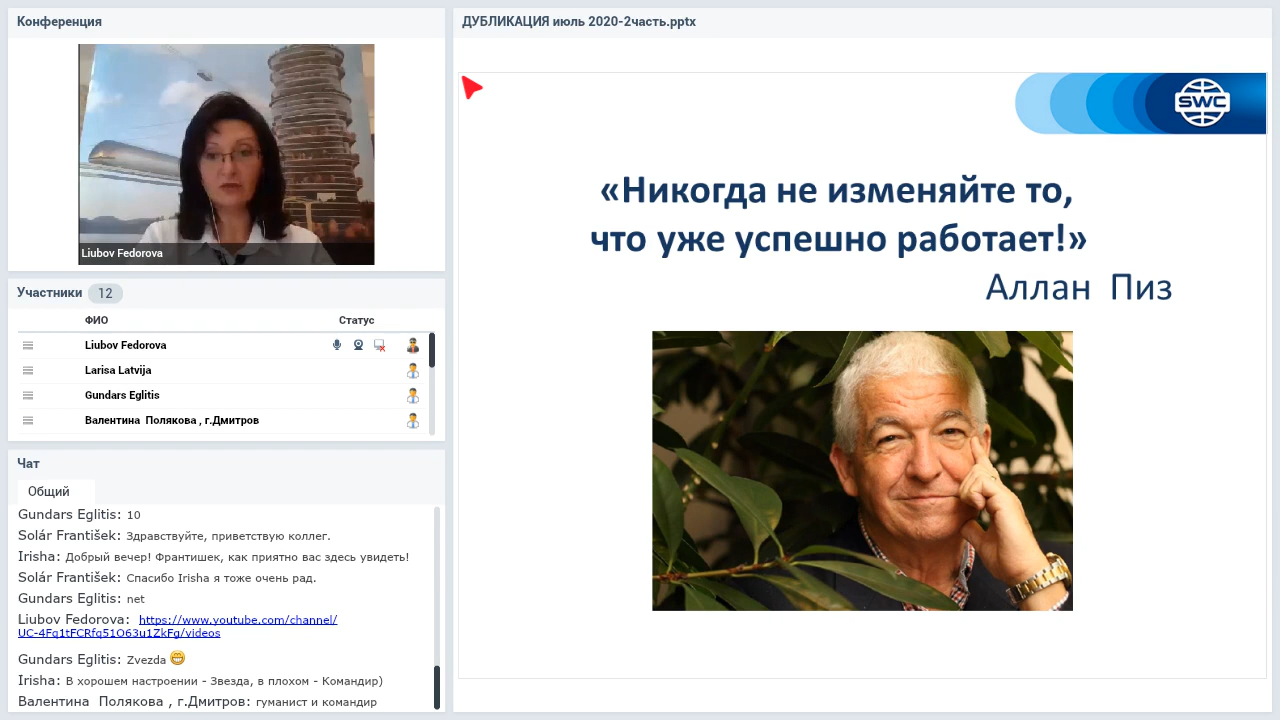 Конференция
Liubov Fedorova
Участники 12
ФИО Статус
Liubov Fedorova
Larisa Latvija
Gundars Eglitis
Валентина Полякова , г.Дмитров
Чат
Общий
Gundars Eglitis: 10
Solár František: Здравствуйте, приветствую коллег.
Irisha: Добрый вечер! Франтишек, как приятно вас здесь увидеть!
Solár František: Спасибо Irisha я тоже очень рад.
Gundars Eglitis: net
Liubov Fedorova: https://www.youtube.com/channel/
UC-4Fq1tFCRfq51O63u1ZkFg/videos
Gundars Eglitis: Zvezda
Irisha: В хорошем настроении - Звезда, в плохом - Командир)
Валентина Полякова , г.Дмитров: гуманист и командир
ДУБЛИКАЦИЯ июль 2020-2часть.pptx
SWC
«Никогда не изменяйте то,
что уже успешно работает!»
Аллан Пиз